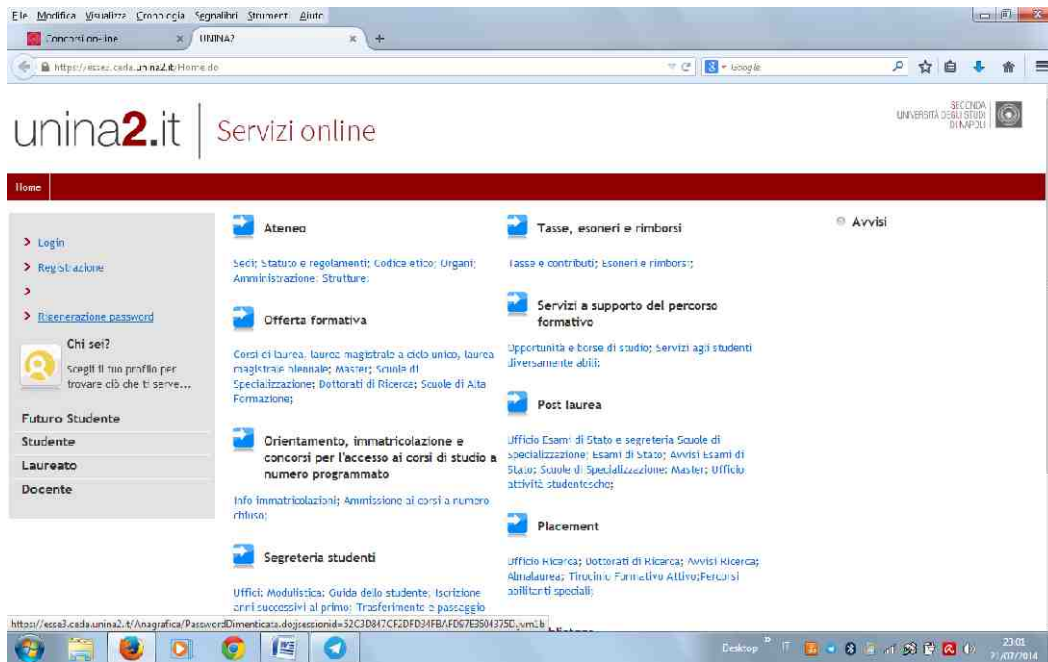 File Modifica Visualizza Cronologia Segnalibri Strumenti Aiuto
Concorsi on-line
UNINA2
Google
unina2.it Servizi online
SECONDA
UNIVERSITÀ DEGLI STUDI
DI NAPOLI
Home
Login
Registrazione
Rigenerazione password
Chi sei?
Scegli il tuo profilo per
trovare ciò che ti serve...
Futuro Studente
Studente
Laureato
Docente
Ateneo
Sedi; Statuto e regolamenti; Codice etico; Organi;
Amministrazione; Strutture;
Offerta formativa
Corsi di laurea, laurea magistrale a ciclo unico, laurea
magistrale biennale; Master; Scuole di
Specializzazione; Dottorati di Ricerca; Scuole di Alta
Formazione;
Orientamento, immatricolazione e
concorsi per l'accesso ai corsi di studio a
numero programmato
Info immatricolazioni; Ammissione ai corsi a numero
chiuso;
Segreteria studenti
Uffici; Modulistica; Guida dello studente; Iscrizione
anni successivi al primo; Trasferimento e passaggio
Tasse, esoneri e rimborsi
Tasse e contributi; Esoneri e rimborsi;
Servizi a supporto del percorso
formativo
Opportunità e borse di studio; Servizi agli studenti
diversamente abili;
Post laurea
Ufficio Esami di Stato e segreteria Scuole di
Specializzazione; Esami di Stato; Avvisi Esami di
Stato; Scuole di Specializzazione; Master; Ufficio
attività studentesche;
Placement
Ufficio Ricerca; Dottorati di Ricerca; Avvisi Ricerca;
Almalaurea; Tirocinio Formativo Attivo;Percorsi
abilitanti speciali;
Avvisi
Desktop
IT
23:01
21/07/2014